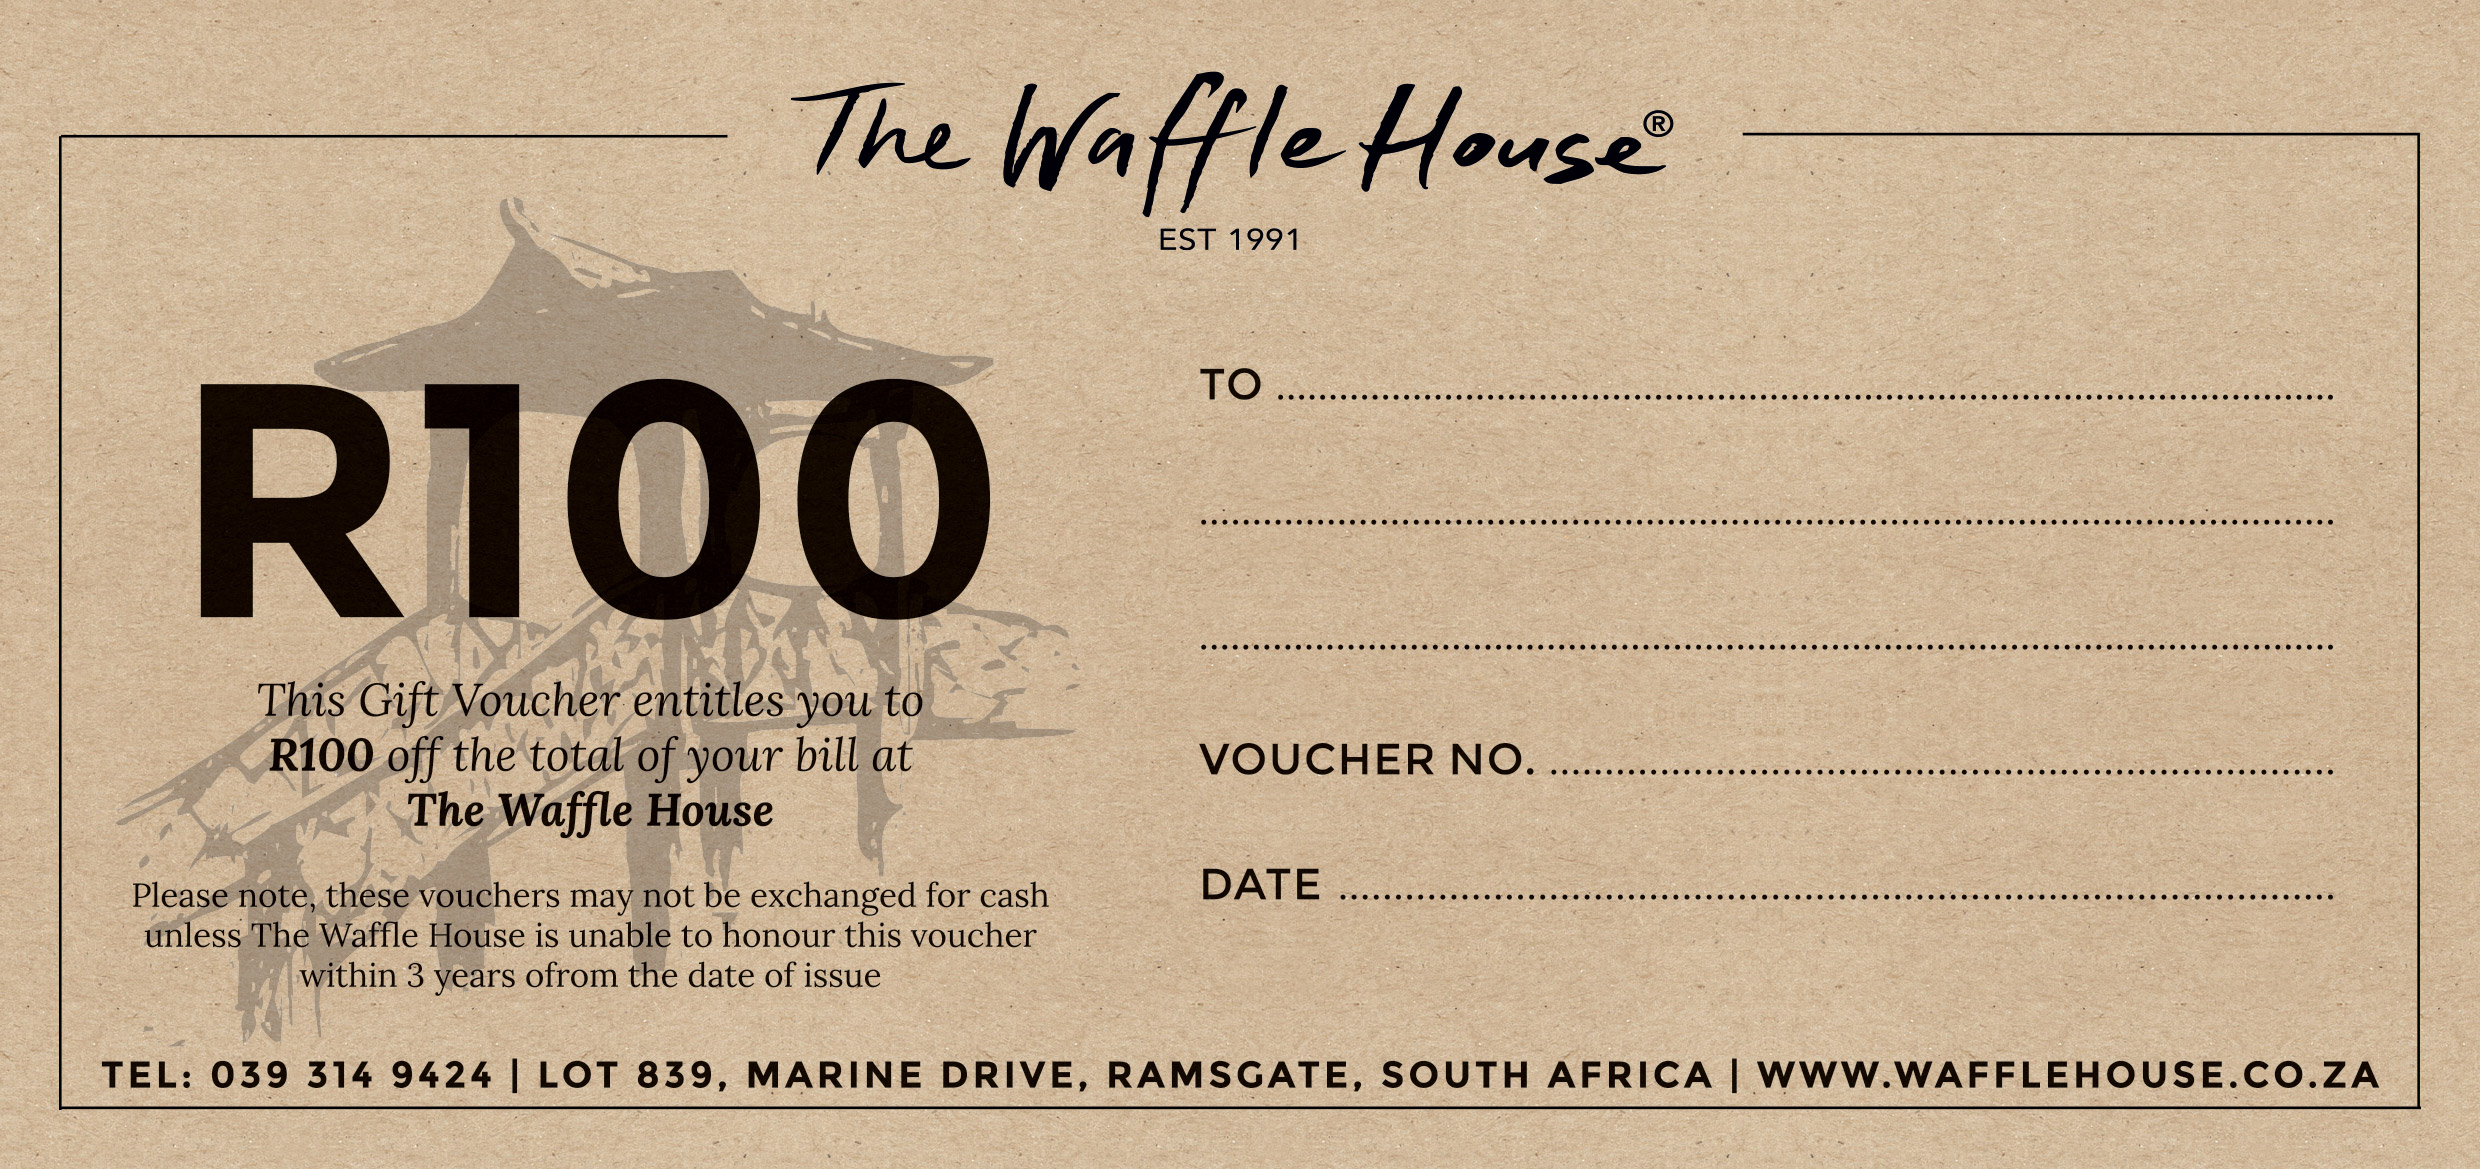 The Waffle House®
EST 1991
R100
This Gift Voucher entitles you to
R100 off the total of your bill at
The Waffle House
Please note, these vouchers may not be exchanged for cash
unless The Waffle House is unable to honour this voucher
within 3 years ofrom the date of issue
TO
VOUCHER NO.
DATE
TEL: 039 314 9424 | LOT 839, MARINE DRIVE, RAMSGATE, SOUTH AFRICA | WWW.WAFFLEHOUSE.CO.ZA